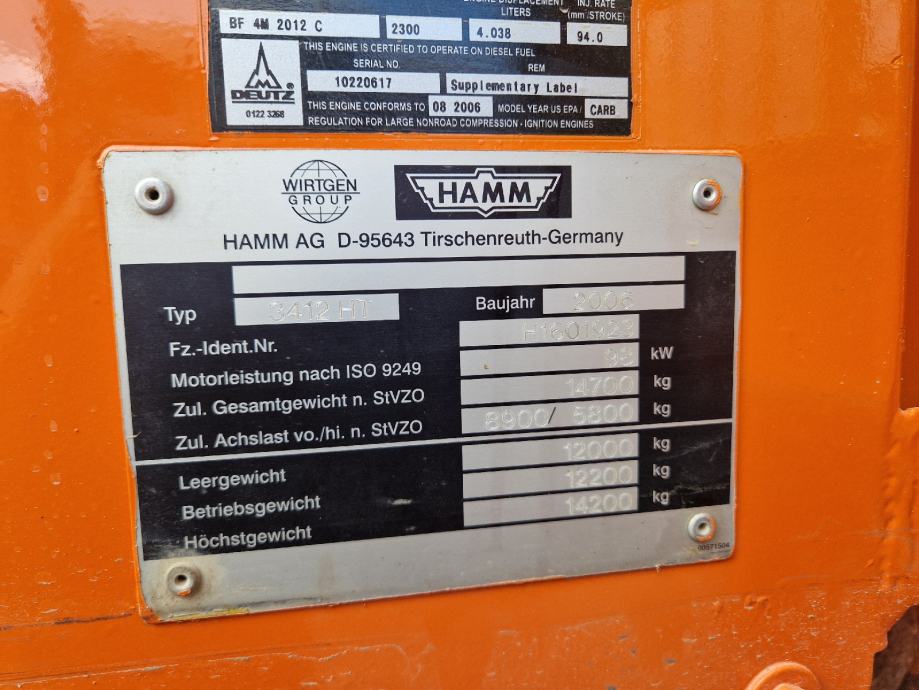 LITERS
INJ. RATE
(mm³/STROKE)
BF 4M 2012 C
2300
4.038
94.0
THIS ENGINE IS CERTIFIED TO OPERATE ON DIESEL FUEL
SERIAL NO.
REM
10220617
Supplementary Label
DEUTZ
0122 3268
THIS ENGINE CONFORMS TO 08 2006 MODEL YEAR US EPA / CARB
REGULATION FOR LARGE NONROAD COMPRESSION - IGNITION ENGINES
WIRTGEN
GROUP
HAMM
HAMM AG D-95643 Tirschenreuth-Germany
Typ 3412 HT Baujahr 2006
Fz.-Ident.Nr. H1601923
Motorleistung nach ISO 9249 98 kW
Zul. Gesamtgewicht n. StVZO 14700 kg
Zul. Achslast vo./hi. n. StVZO 8900/ 5800 kg
Leergewicht 12000 kg
Betriebsgewicht 12200 kg
Höchstgewicht 14200 kg
00571504